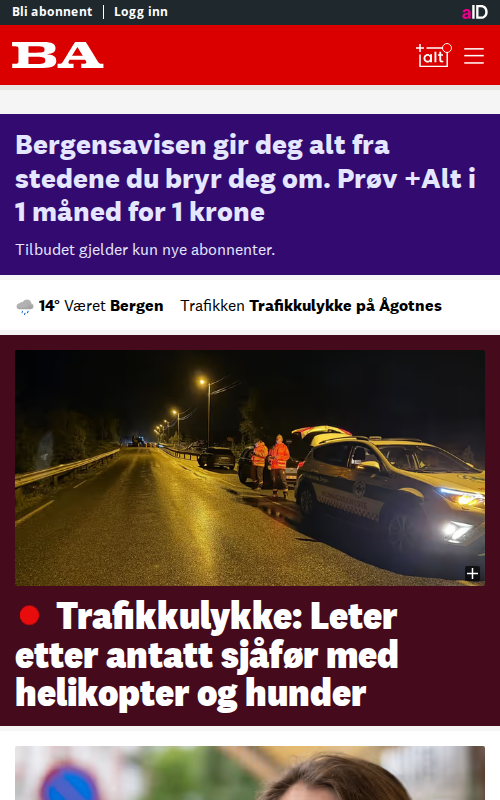 Bli abonnent | Logg inn
aID
BA
+alt
Bergensavisen gir deg alt fra
stedene du bryr deg om. Prøv +Alt i
1 måned for 1 krone
Tilbudet gjelder kun nye abonnenter.
14° Været Bergen Trafikken Trafikkulykke på Ågotnes
Trafikkulykke: Leter
etter antatt sjåfør med
helikopter og hunder